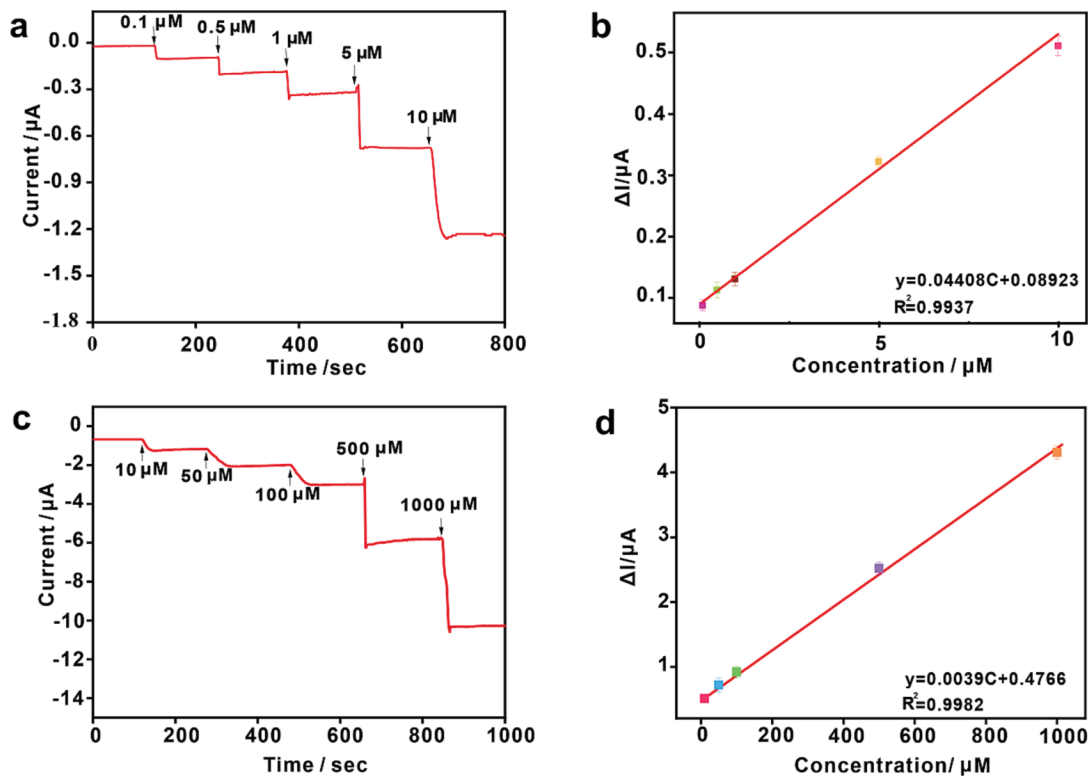 a
0.1 µM
0.5 µM
1 µM
5 µM
10 µM
0.0
-0.3
-0.6
-0.9
-1.2
-1.5
-1.8
Current /µA
0 200 400 600 800
Time /sec
b
0.5
0.3
0.2
0.1
ΔI/µA
y=0.04408C+0.08923
R²=0.9937
0 5 10
Concentration / µM
c
10 µM
50 µM
100 µM
500 µM
1000 µM
0
-2
-4
-6
-8
-10
-12
-14
Current /µA
0 200 400 600 800 1000
Time / sec
d
5
4
2
1
ΔI/µA
y=0.0039C+0.4766
R²=0.9982
0 200 400 600 800 1000
Concentration/ µM